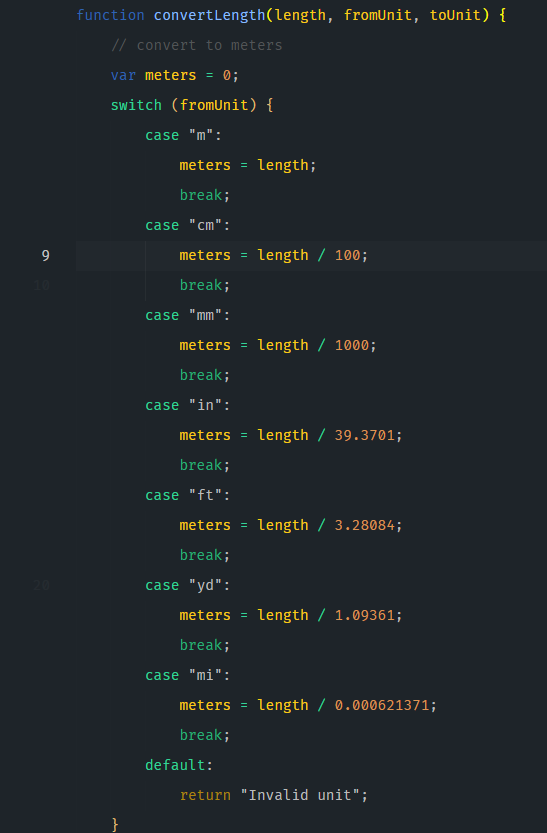 function convertLength(length, fromUnit, toUnit) {
// convert to meters
var meters = 0;
switch (fromUnit) {
case "m":
meters = length;
break;
case "cm":
9 meters = length / 100;
10 break;
case "mm":
meters = length / 1000;
break;
case "in":
meters = length / 39.3701;
break;
case "ft":
meters = length / 3.28084;
break;
20 case "yd":
meters = length / 1.09361;
break;
case "mi":
meters = length / 0.000621371;
break;
default:
return "Invalid unit";
}